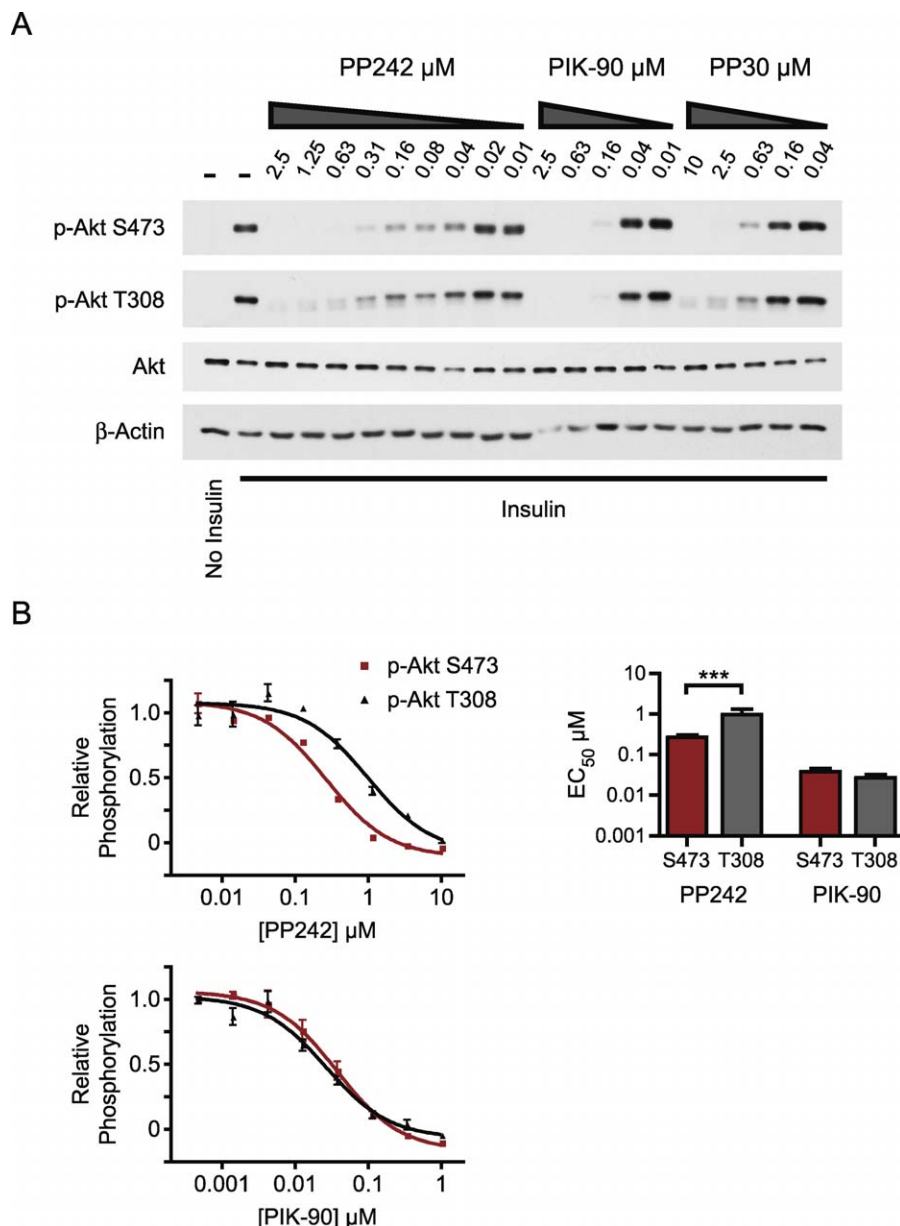 A
PP242 μM PIK-90 μM PP30 μM
– – 2.5 1.25 0.63 0.31 0.16 0.08 0.04 0.02 0.01 2.5 0.63 0.16 0.04 0.01 10 2.5 0.63 0.16 0.04
p-Akt S473
p-Akt T308
Akt
β-Actin
No Insulin
Insulin
B
p-Akt S473
p-Akt T308
Relative
Phosphorylation
1.0
0.5
0
0.01 0.1 1 10
[PP242] μM
EC50 μM
10
1
0.1
0.01
0.001
***
S473 T308 S473 T308
PP242 PIK-90
Relative
Phosphorylation
1.0
0.5
0
0.001 0.01 0.1 1
[PIK-90] μM